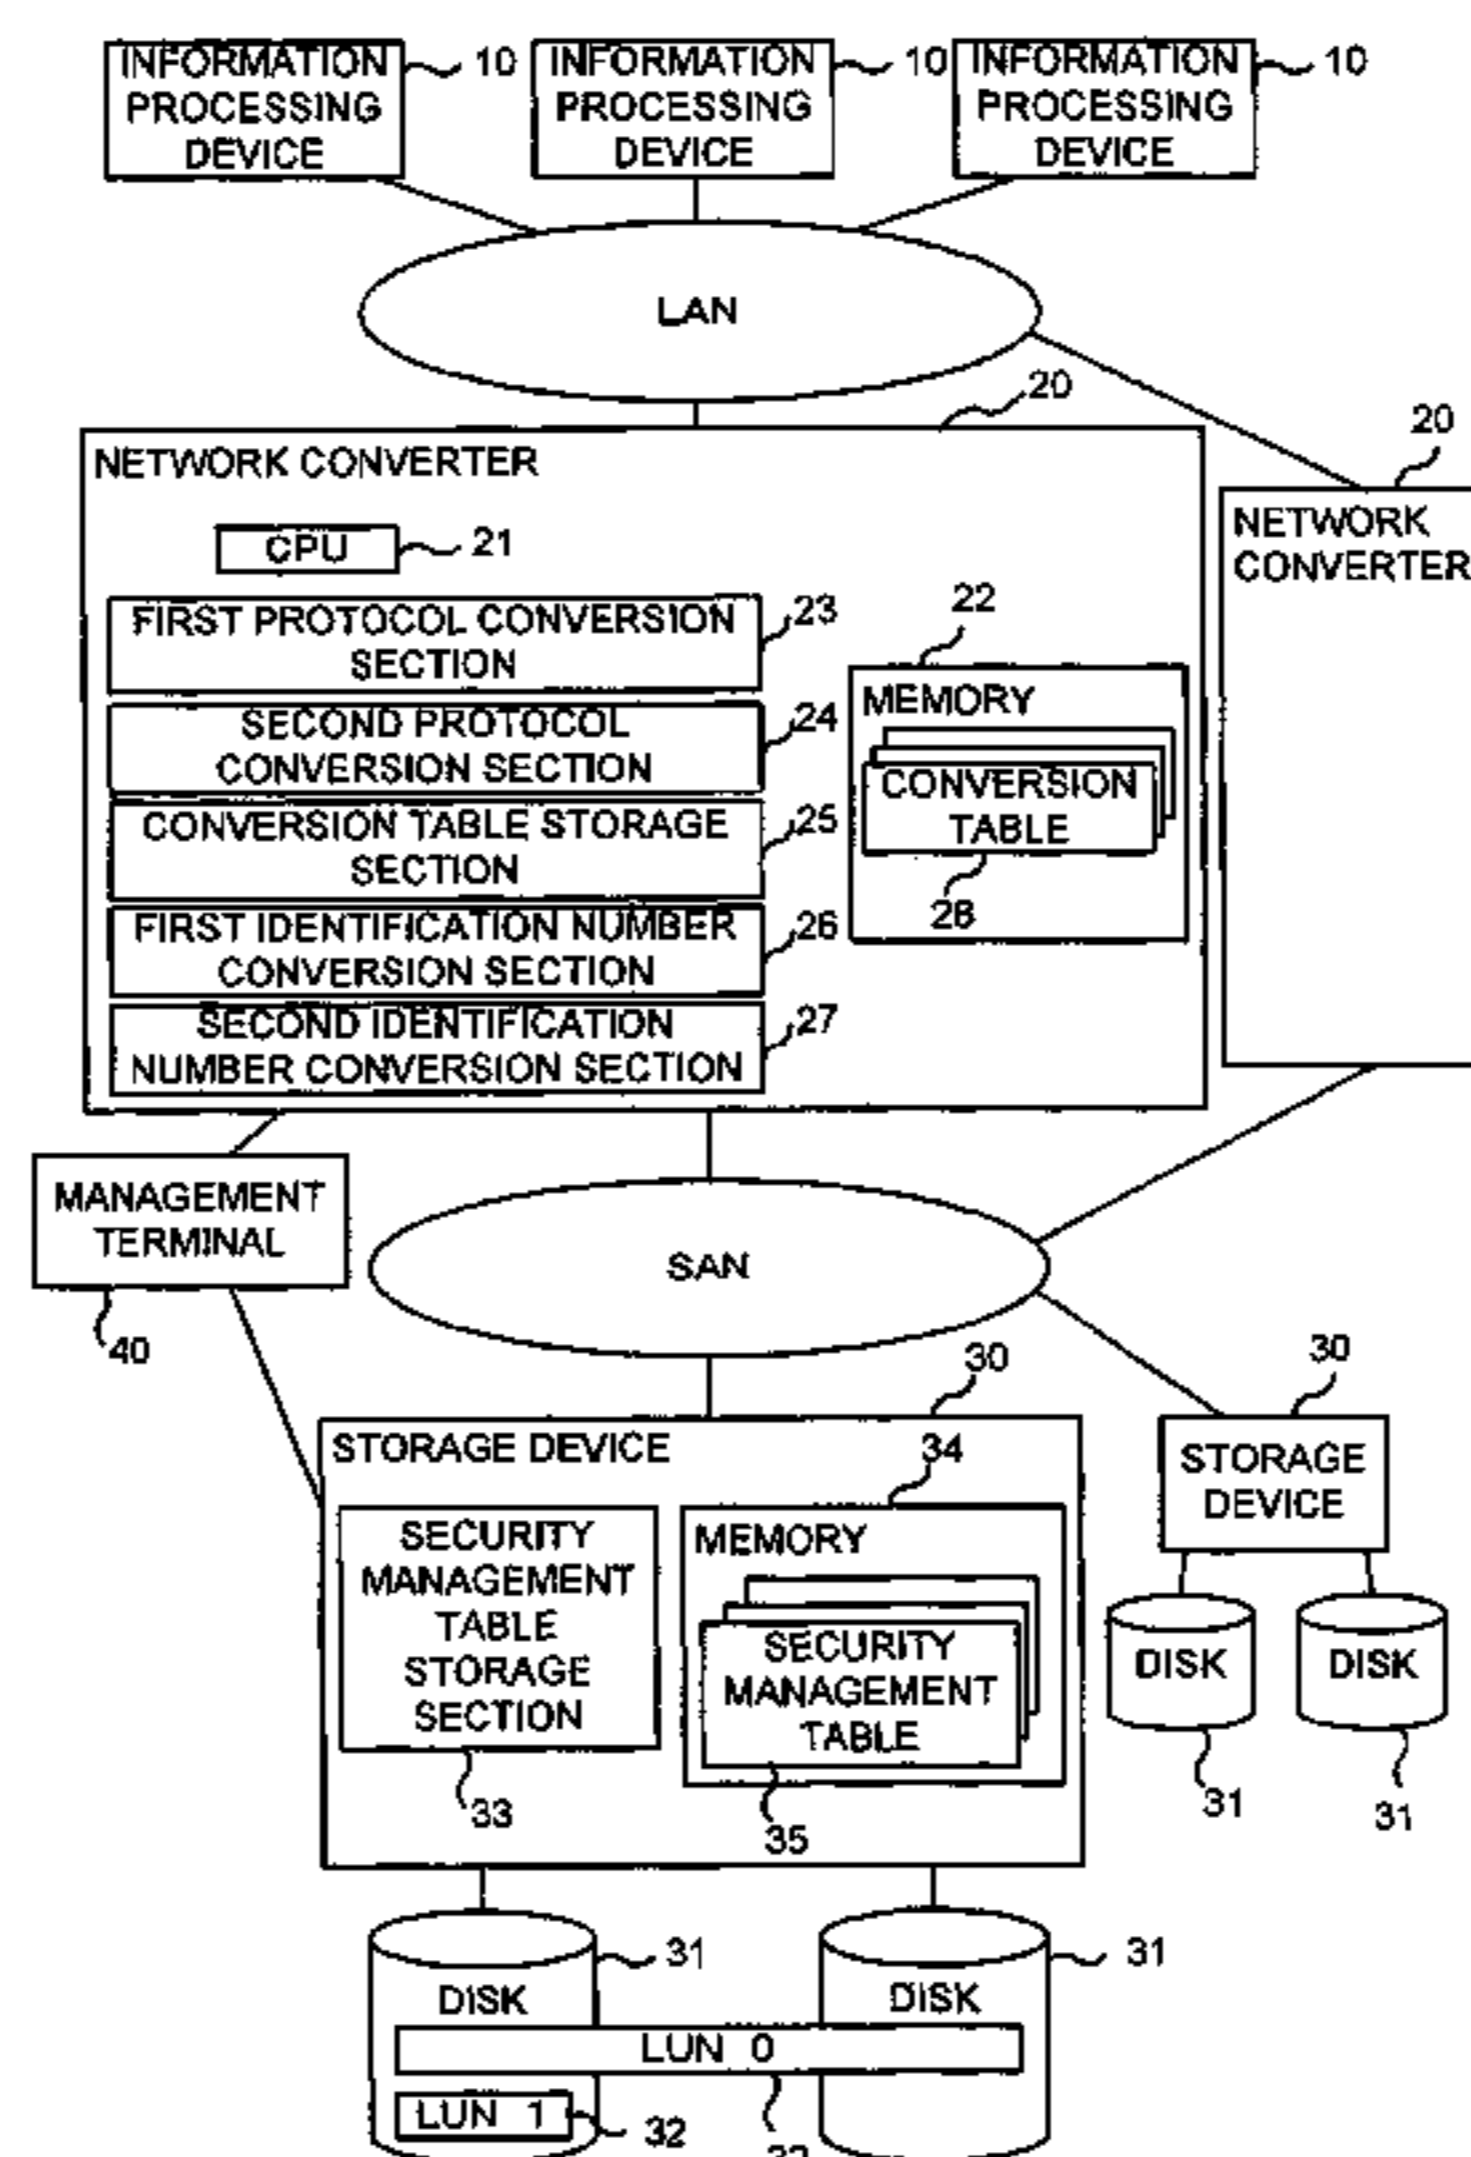 INFORMATION
PROCESSING
DEVICE
10
INFORMATION
PROCESSING
DEVICE
10
INFORMATION
PROCESSING
DEVICE
10
LAN
20
NETWORK CONVERTER
CPU
21
FIRST PROTOCOL CONVERSION
SECTION
23
SECOND PROTOCOL
CONVERSION SECTION
24
CONVERSION TABLE STORAGE
SECTION
25
FIRST IDENTIFICATION NUMBER
CONVERSION SECTION
26
SECOND IDENTIFICATION
NUMBER CONVERSION SECTION
27
22
MEMORY
CONVERSION
TABLE
28
20
NETWORK
CONVERTER
MANAGEMENT
TERMINAL
40
SAN
30
STORAGE DEVICE
SECURITY
MANAGEMENT
TABLE
STORAGE
SECTION
33
34
MEMORY
SECURITY
MANAGEMENT
TABLE
35
30
STORAGE
DEVICE
DISK
31
DISK
31
DISK
31
DISK
31
LUN 0
LUN 1
32